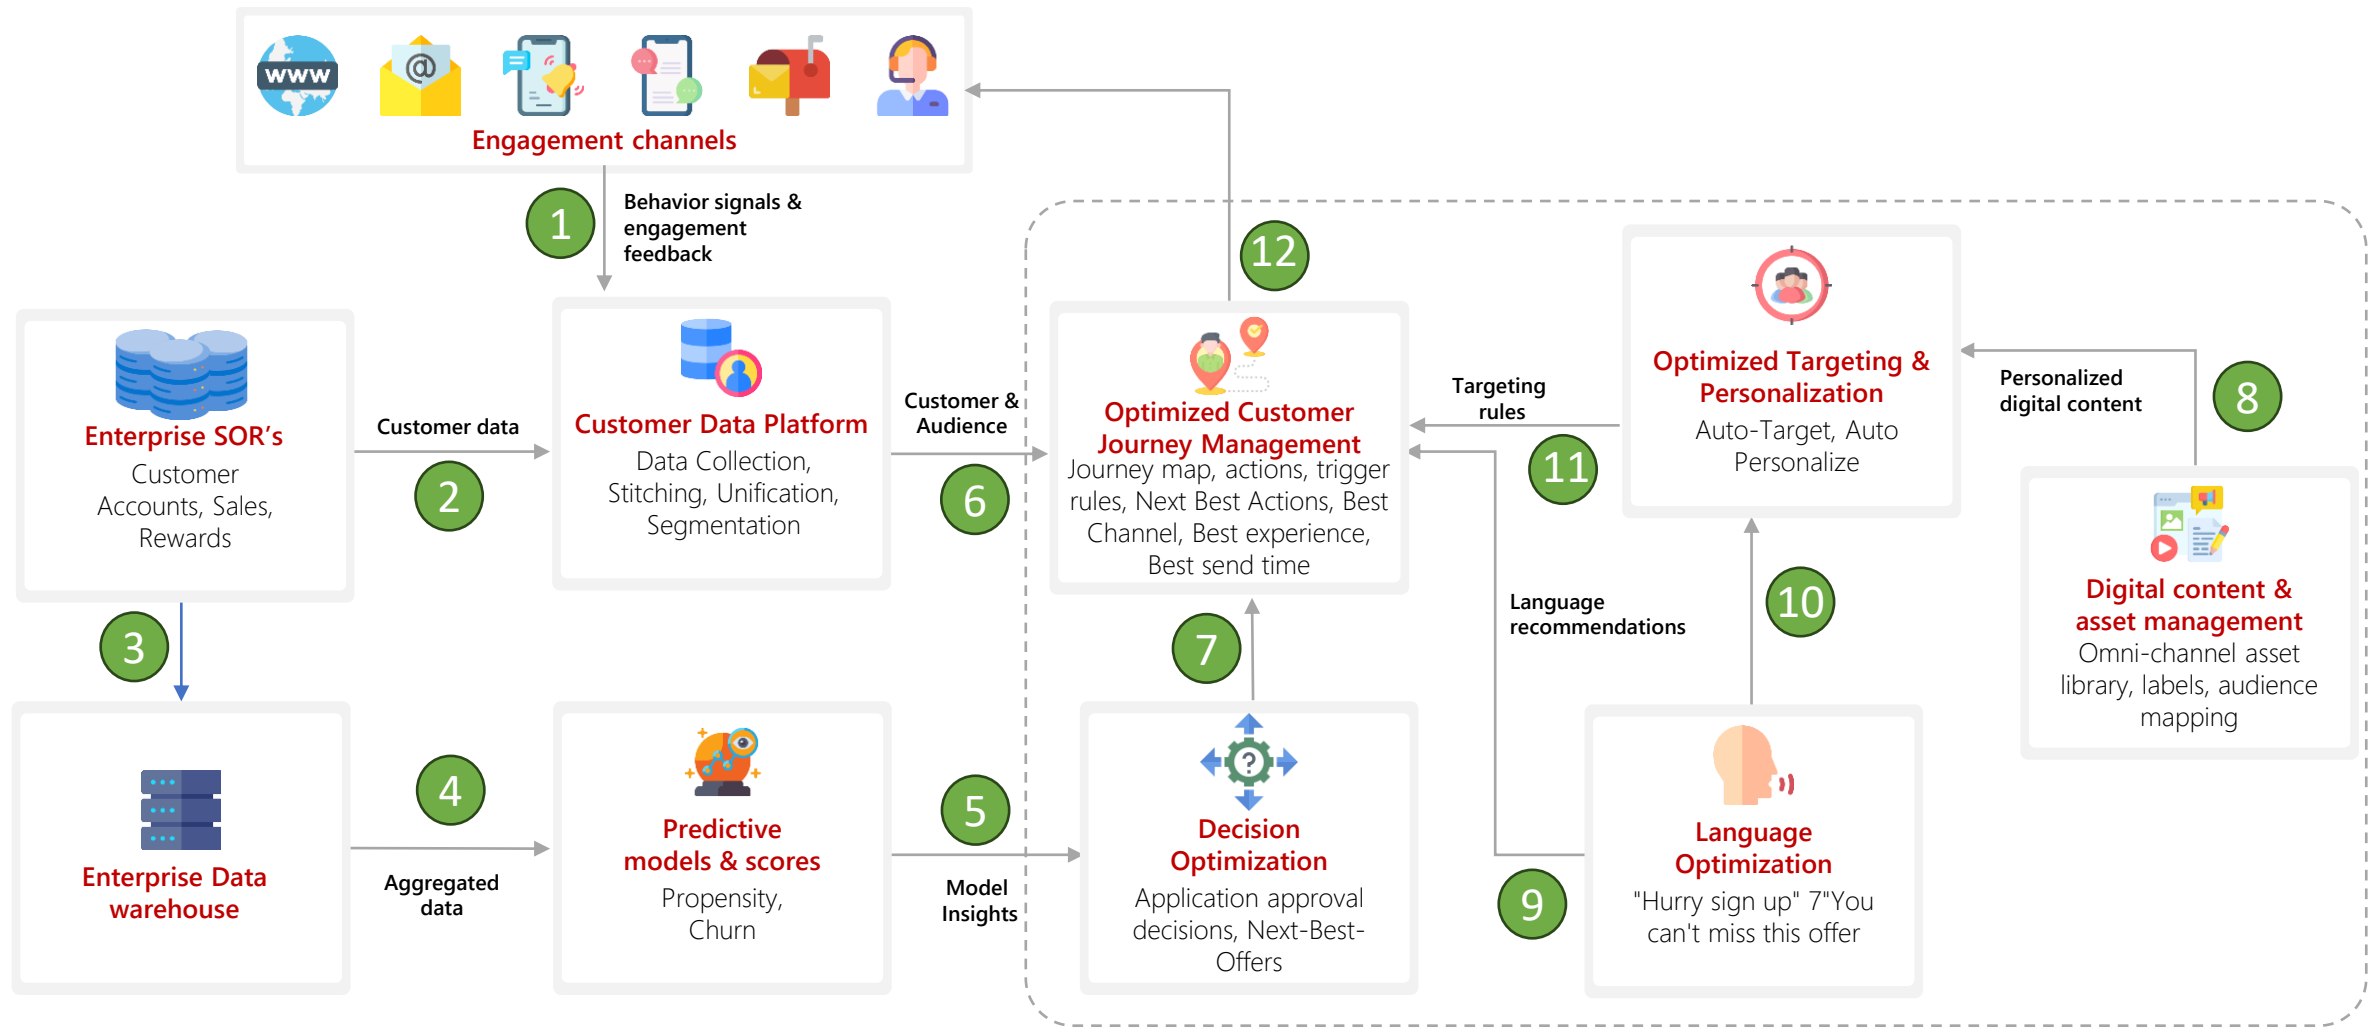 www
@
Engagement channels
1
Behavior signals &
engagement
feedback
12
Enterprise SOR’s
Customer
Accounts, Sales,
Rewards
Customer data
2
Customer Data Platform
Data Collection,
Stitching, Unification,
Segmentation
Customer &
Audience
6
Optimized Customer
Journey Management
Journey map, actions, trigger
rules, Next Best Actions, Best
Channel, Best experience,
Best send time
Targeting
rules
11
Optimized Targeting &
Personalization
Auto-Target, Auto
Personalize
Personalized
digital content
8
Digital content &
asset management
Omni-channel asset
library, labels, audience
mapping
3
7
Language
recommendations
10
Enterprise Data
warehouse
4
Aggregated
data
Predictive
models & scores
Propensity,
Churn
5
Model
Insights
?
Decision
Optimization
Application approval
decisions, Next-Best-
Offers
9
Language
Optimization
"Hurry sign up" 7"You
can't miss this offer